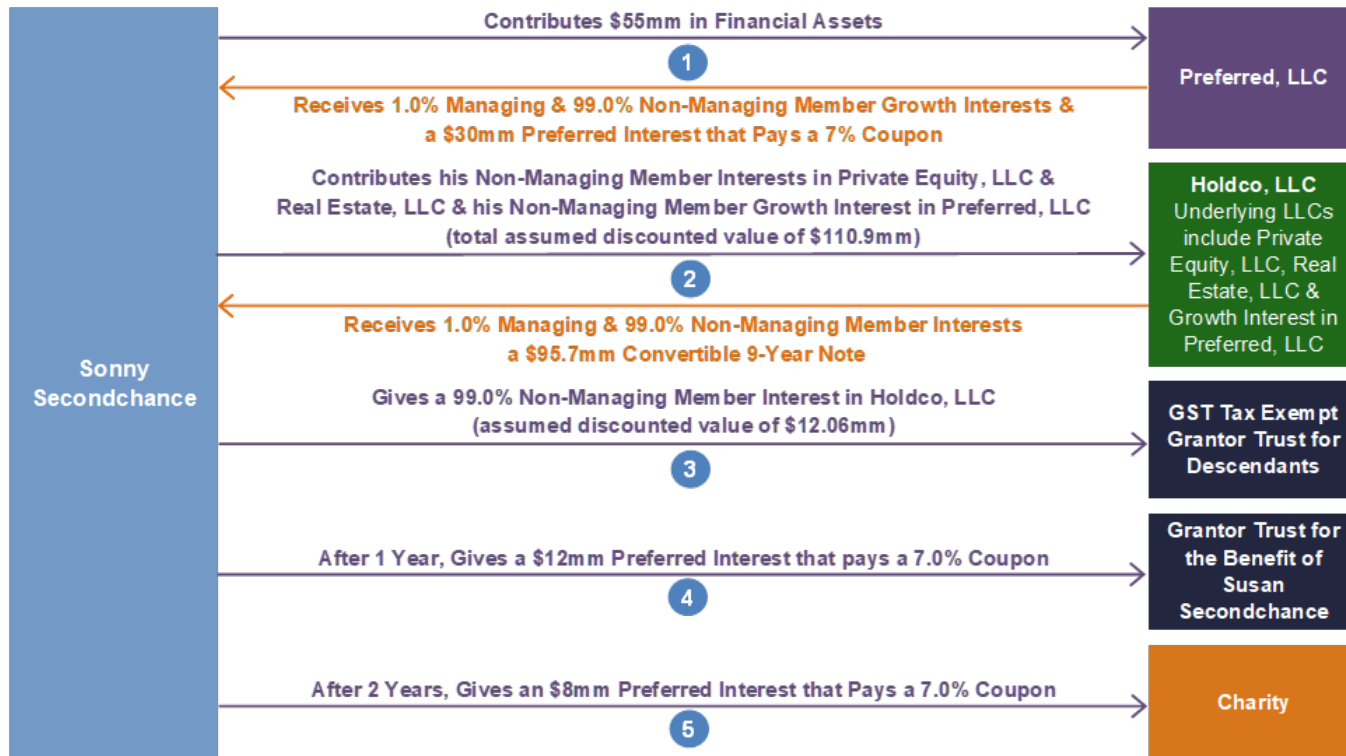 Contributes $55mm in Financial Assets
1
Preferred, LLC
Receives 1.0% Managing & 99.0% Non-Managing Member Growth Interests &
a $30mm Preferred Interest that Pays a 7% Coupon
Contributes his Non-Managing Member Interests in Private Equity, LLC &
Real Estate, LLC & his Non-Managing Member Growth Interest in Preferred, LLC
(total assumed discounted value of $110.9mm)
2
Holdco, LLC
Underlying LLCs
include Private
Equity, LLC, Real
Estate, LLC &
Growth Interest in
Preferred, LLC
Receives 1.0% Managing & 99.0% Non-Managing Member Interests
a $95.7mm Convertible 9-Year Note
Sonny
Secondchance
Gives a 99.0% Non-Managing Member Interest in Holdco, LLC
(assumed discounted value of $12.06mm)
3
GST Tax Exempt
Grantor Trust for
Descendants
After 1 Year, Gives a $12mm Preferred Interest that pays a 7.0% Coupon
4
Grantor Trust for
the Benefit of
Susan
Secondchance
After 2 Years, Gives an $8mm Preferred Interest that Pays a 7.0% Coupon
5
Charity